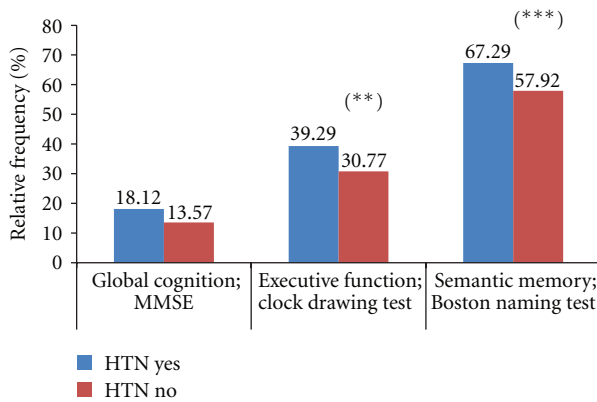 Relative frequency (%)
80
70
60
50
40
30
20
10
0
18.12
13.57
39.29
30.77
(**)
67.29
57.92
(***)
Global cognition;
MMSE
Executive function;
clock drawing test
Semantic memory;
Boston naming test
HTN yes
HTN no